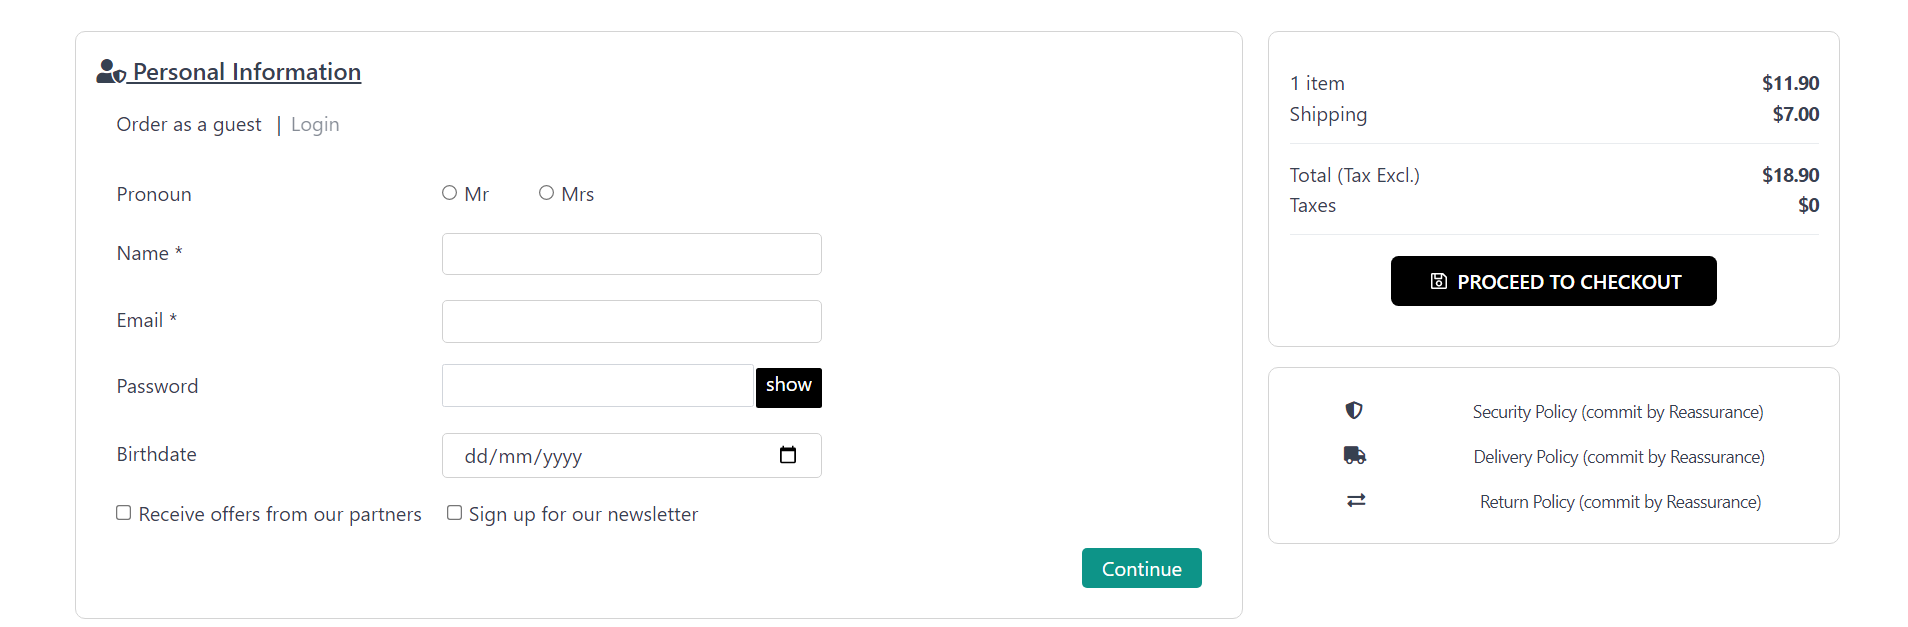 Personal Information
Order as a guest | Login
Pronoun Mr Mrs
Name *
Email *
Password show
Birthdate dd/mm/yyyy
Receive offers from our partners Sign up for our newsletter
Continue
1 item $11.90
Shipping $7.00
Total (Tax Excl.) $18.90
Taxes $0
PROCEED TO CHECKOUT
Security Policy (commit by Reassurance)
Delivery Policy (commit by Reassurance)
Return Policy (commit by Reassurance)